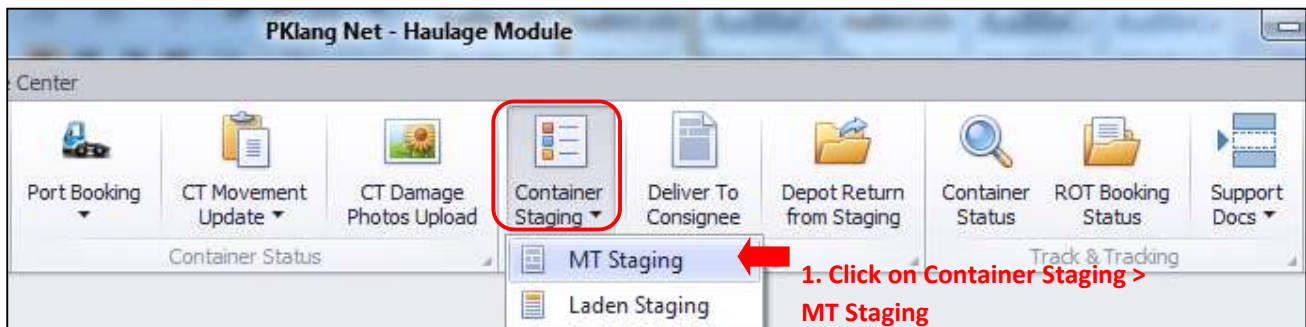 PKlang Net - Haulage Module
Center
Port Booking
CT Movement
Update
CT Damage
Photos Upload
Container
Staging
Deliver To
Consignee
Depot Return
from Staging
Container
Status
ROT Booking
Status
Support
Docs
Container Status
Track & Tracking
MT Staging
Laden Staging
1. Click on Container Staging >
MT Staging